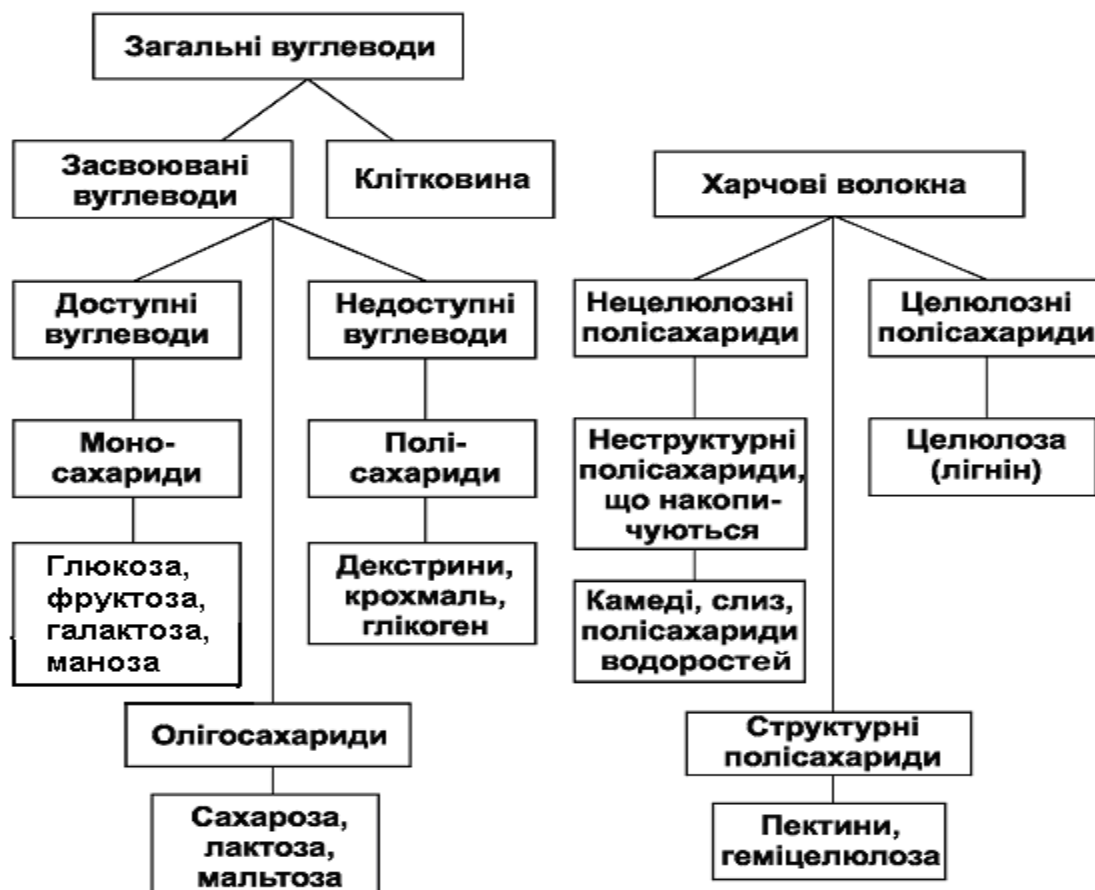 Загальні вуглеводи
Засвоювані
вуглеводи
Клітковина
Доступні
вуглеводи
Недоступні
вуглеводи
Моно-
сахариди
Полі-
сахариди
Глюкоза,
фруктоза,
галактоза,
маноза
Декстрини,
крохмаль,
глікоген
Олігосахариди
Сахароза,
лактоза,
мальтоза
Харчові волокна
Нецелюлозні
полісахариди
Целюлозні
полісахариди
Неструктурні
полісахариди,
що накопи-
чуються
Целюлоза
(лігнін)
Камеді, слиз,
полісахариди
водоростей
Структурні
полісахариди
Пектини,
геміцелюлоза